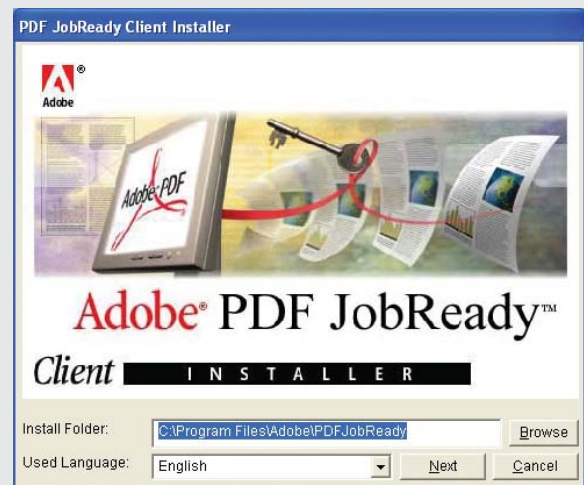 PDF JobReady Client Installer
®
Adobe
Adobe PDF
Adobe® PDF JobReady™
Client INSTALLER
Install Folder: C:\Program Files\Adobe\PDFJobReady Browse
Used Language: English Next Cancel